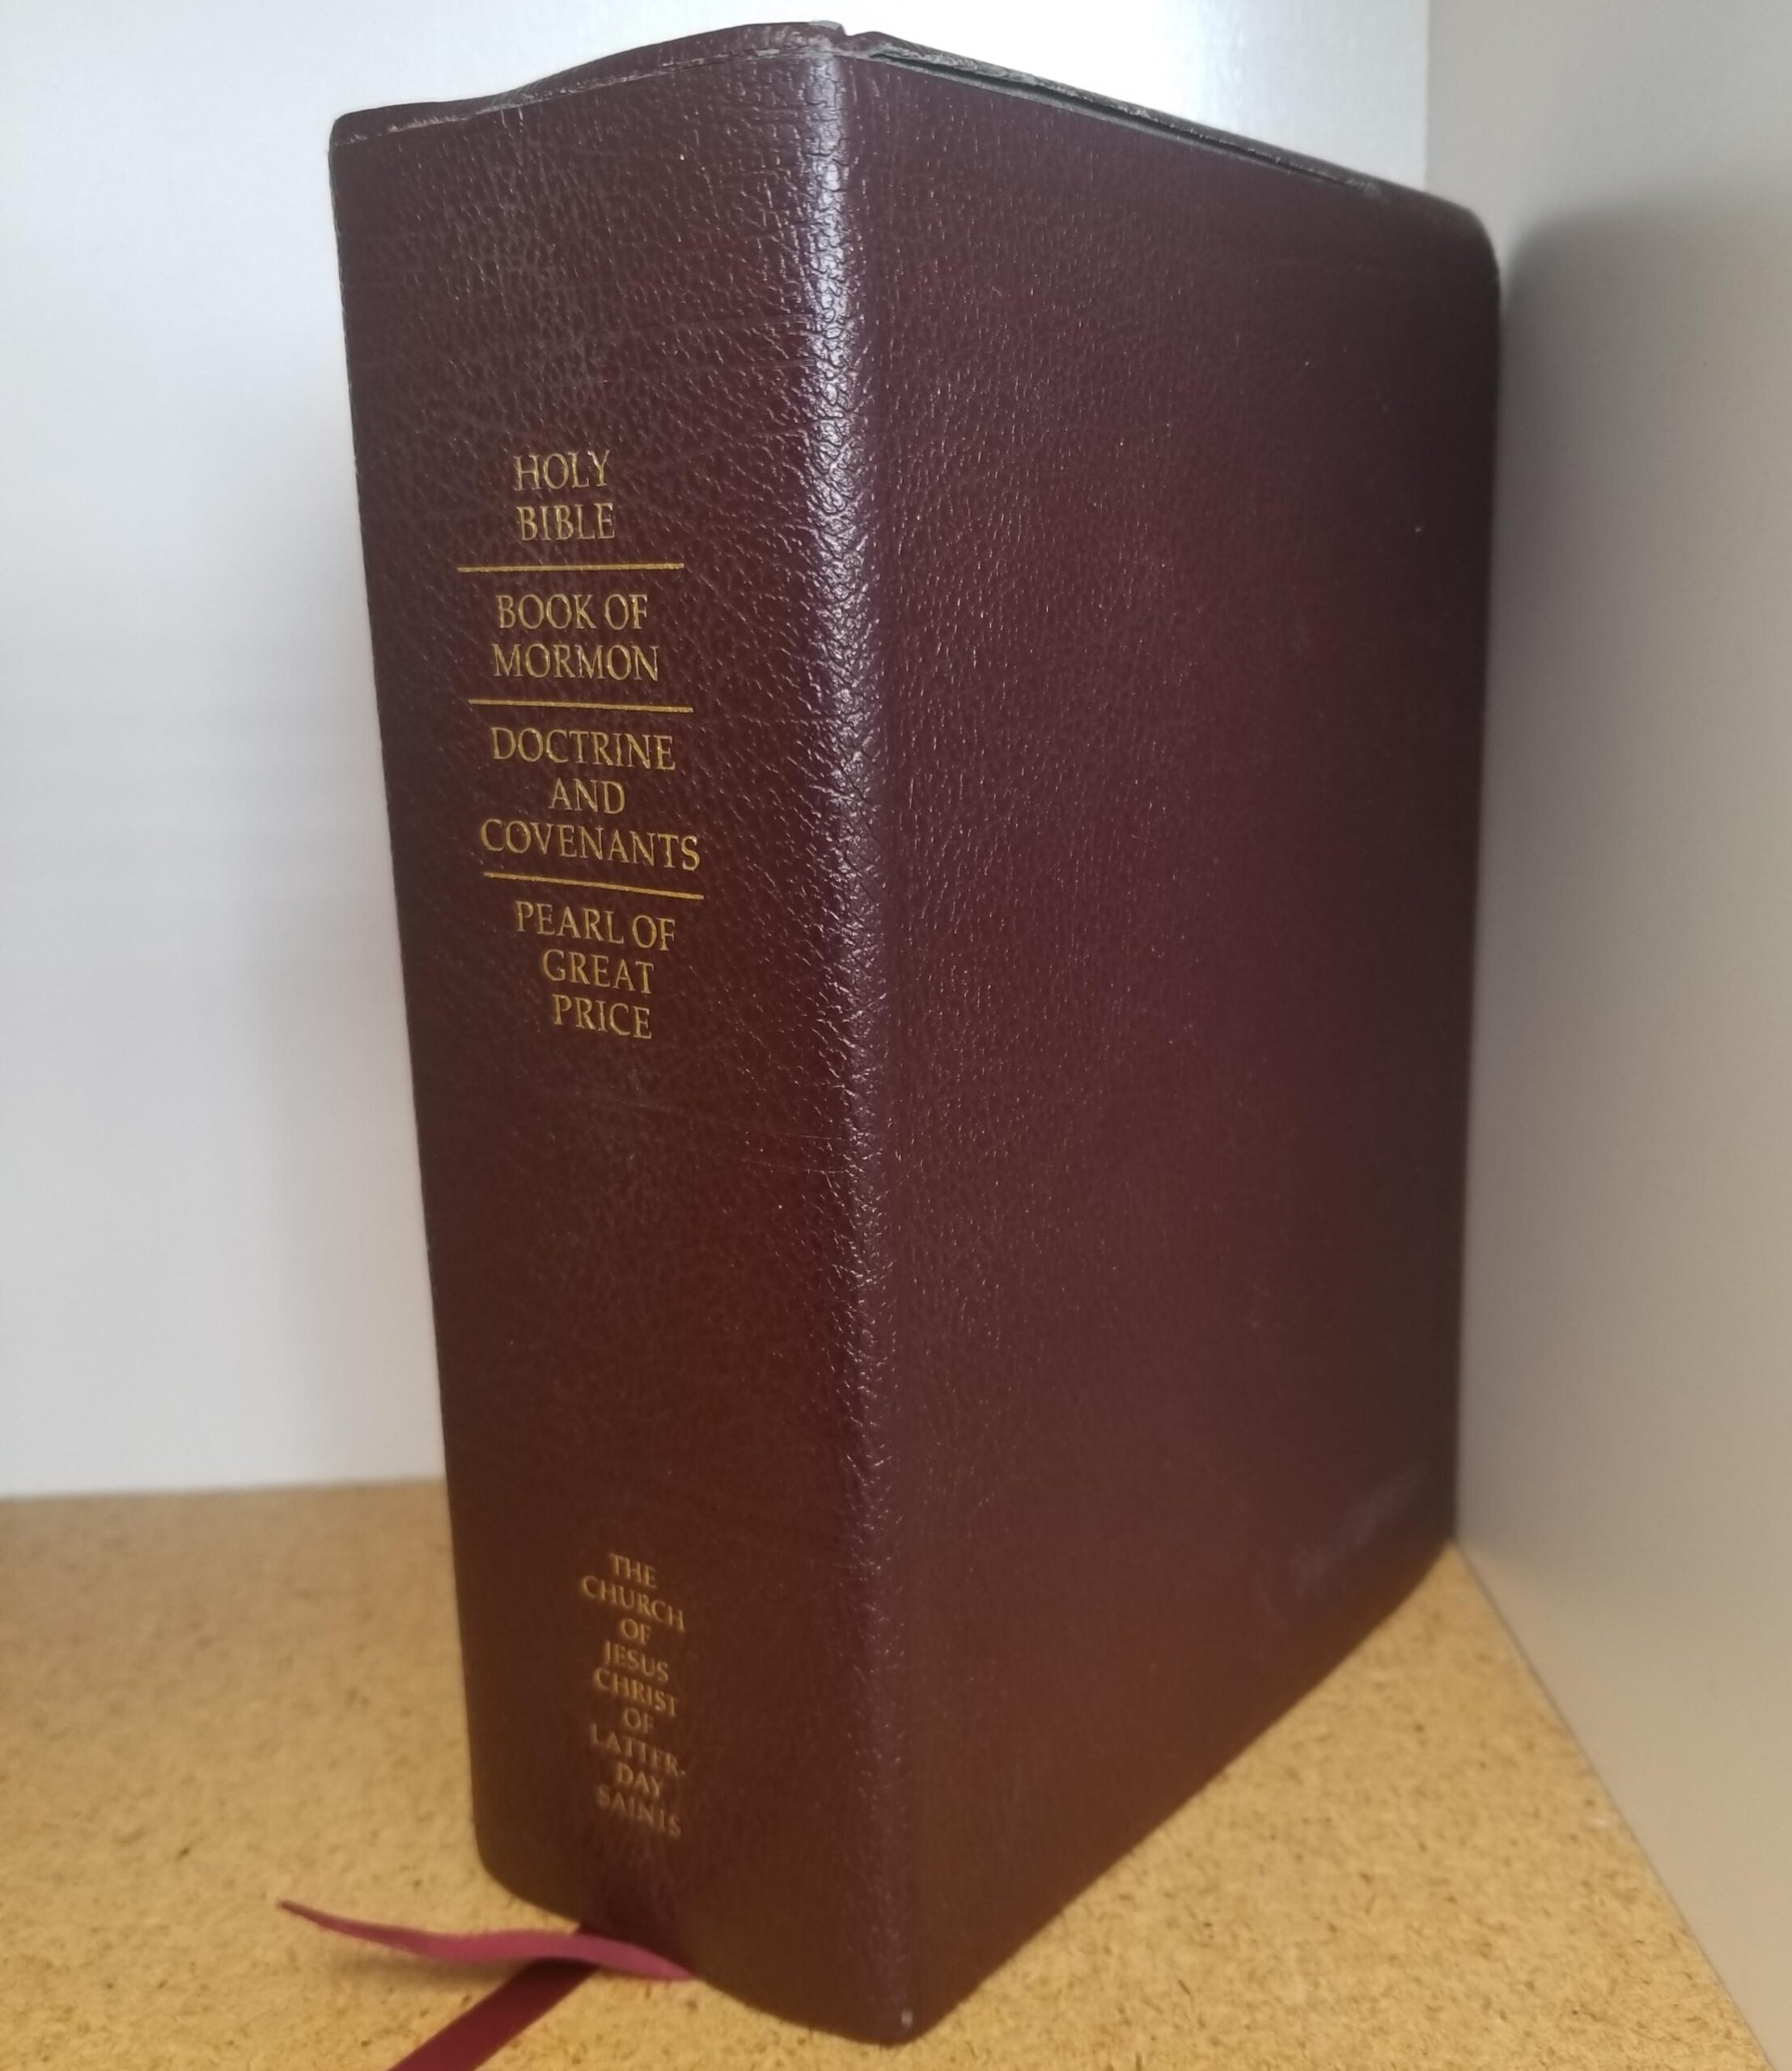 HOLY
BIBLE
BOOK OF
MORMON
DOCTRINE
AND
COVENANTS
PEARL OF
GREAT
PRICE
THE
CHURCH
OF
JESUS
CHRIST
OF
LATTER-
DAY
SAINTS